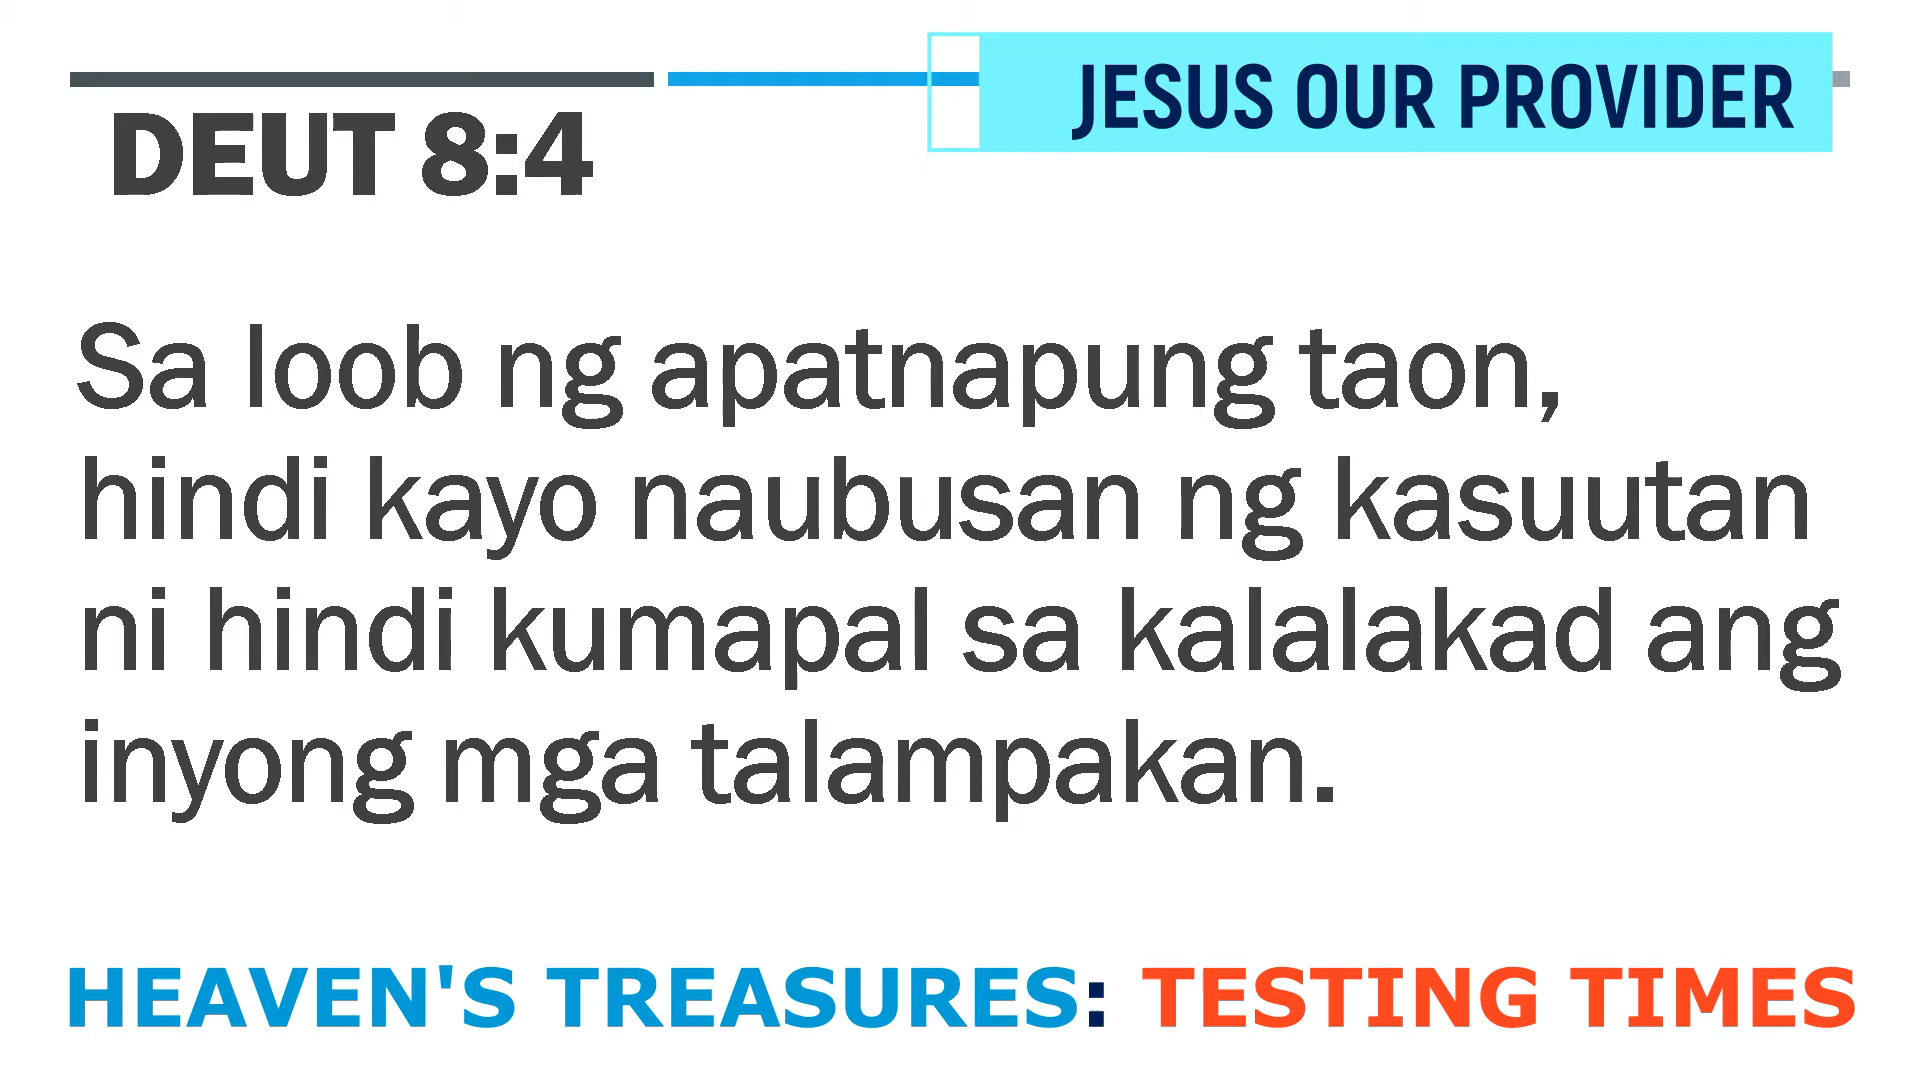 JESUS OUR PROVIDER
DEUT 8:4
Sa loob ng apatnapung taon,
hindi kayo naubusan ng kasuutan
ni hindi kumapal sa kalalakad ang
inyong mga talampakan.
HEAVEN'S TREASURES: TESTING TIMES